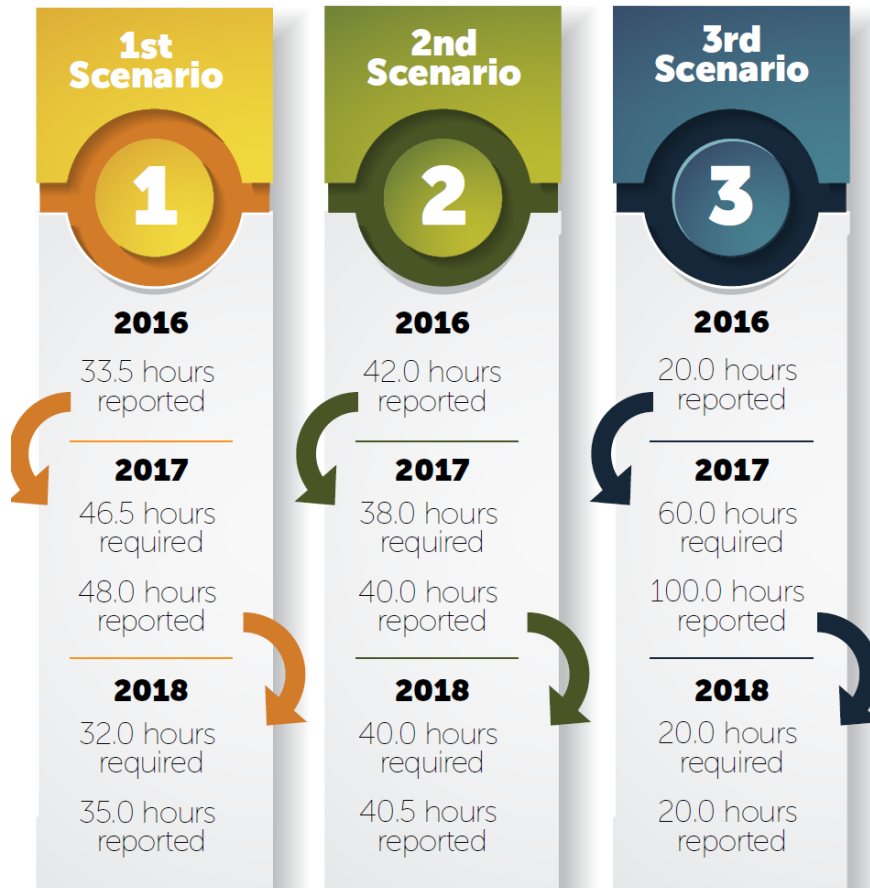 1st
Scenario
1
2016
33.5 hours
reported
2017
46.5 hours
required
48.0 hours
reported
2018
32.0 hours
required
35.0 hours
reported
2nd
Scenario
2
2016
42.0 hours
reported
2017
38.0 hours
required
40.0 hours
reported
2018
40.0 hours
required
40.5 hours
reported
3rd
Scenario
3
2016
20.0 hours
reported
2017
60.0 hours
required
100.0 hours
reported
2018
20.0 hours
required
20.0 hours
reported